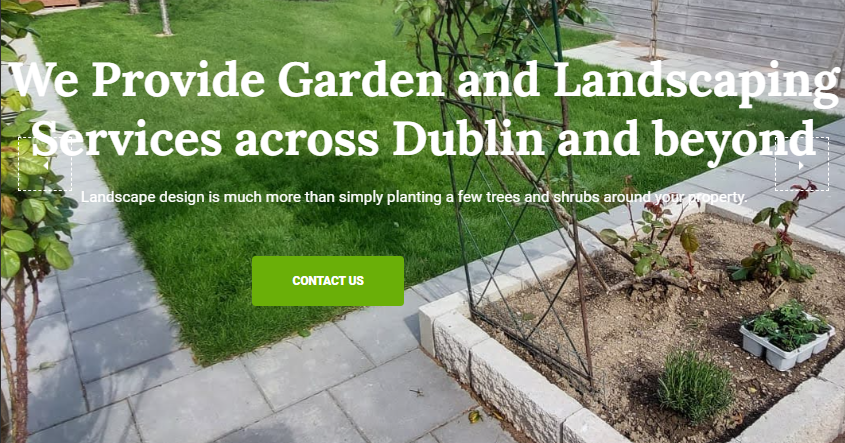 We Provide Garden and Landscaping
Services across Dublin and beyond
Landscape design is much more than simply planting a few trees and shrubs around your property.
CONTACT US